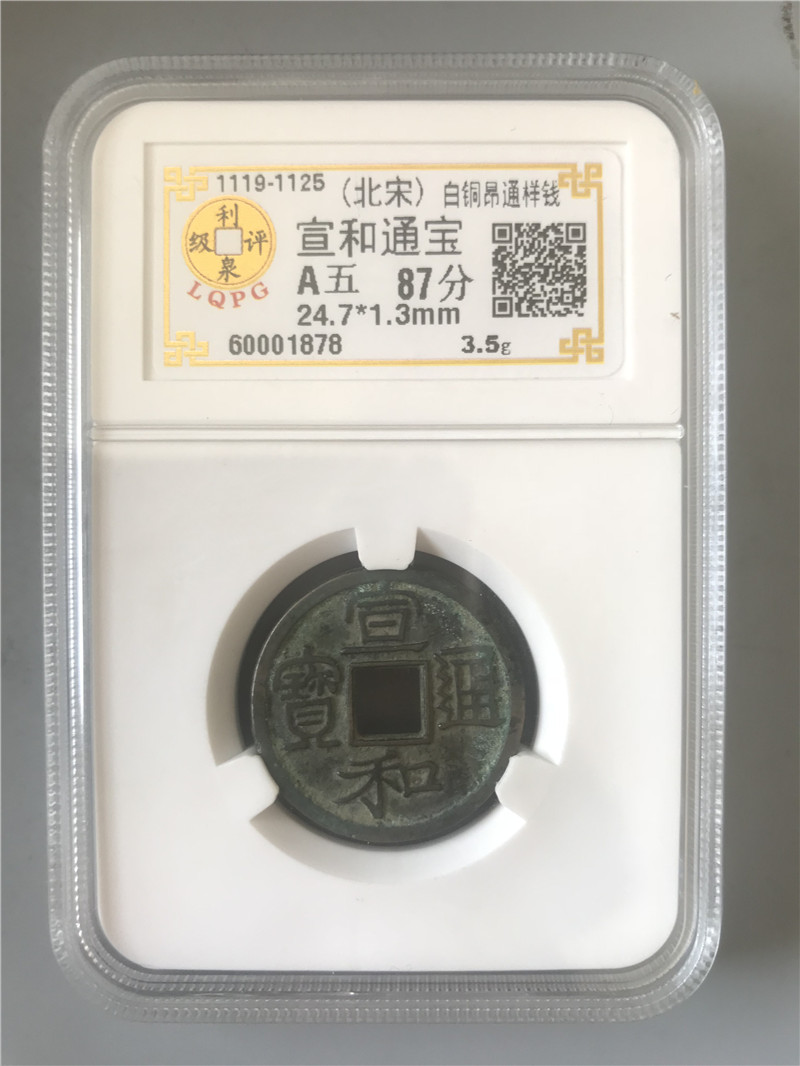 1119-1125 （北宋）白铜昂通样钱
利泉评级
LQPG
宣和通宝
A五 87分
24.7*1.3mm
60001878 3.5g
宣和通寶